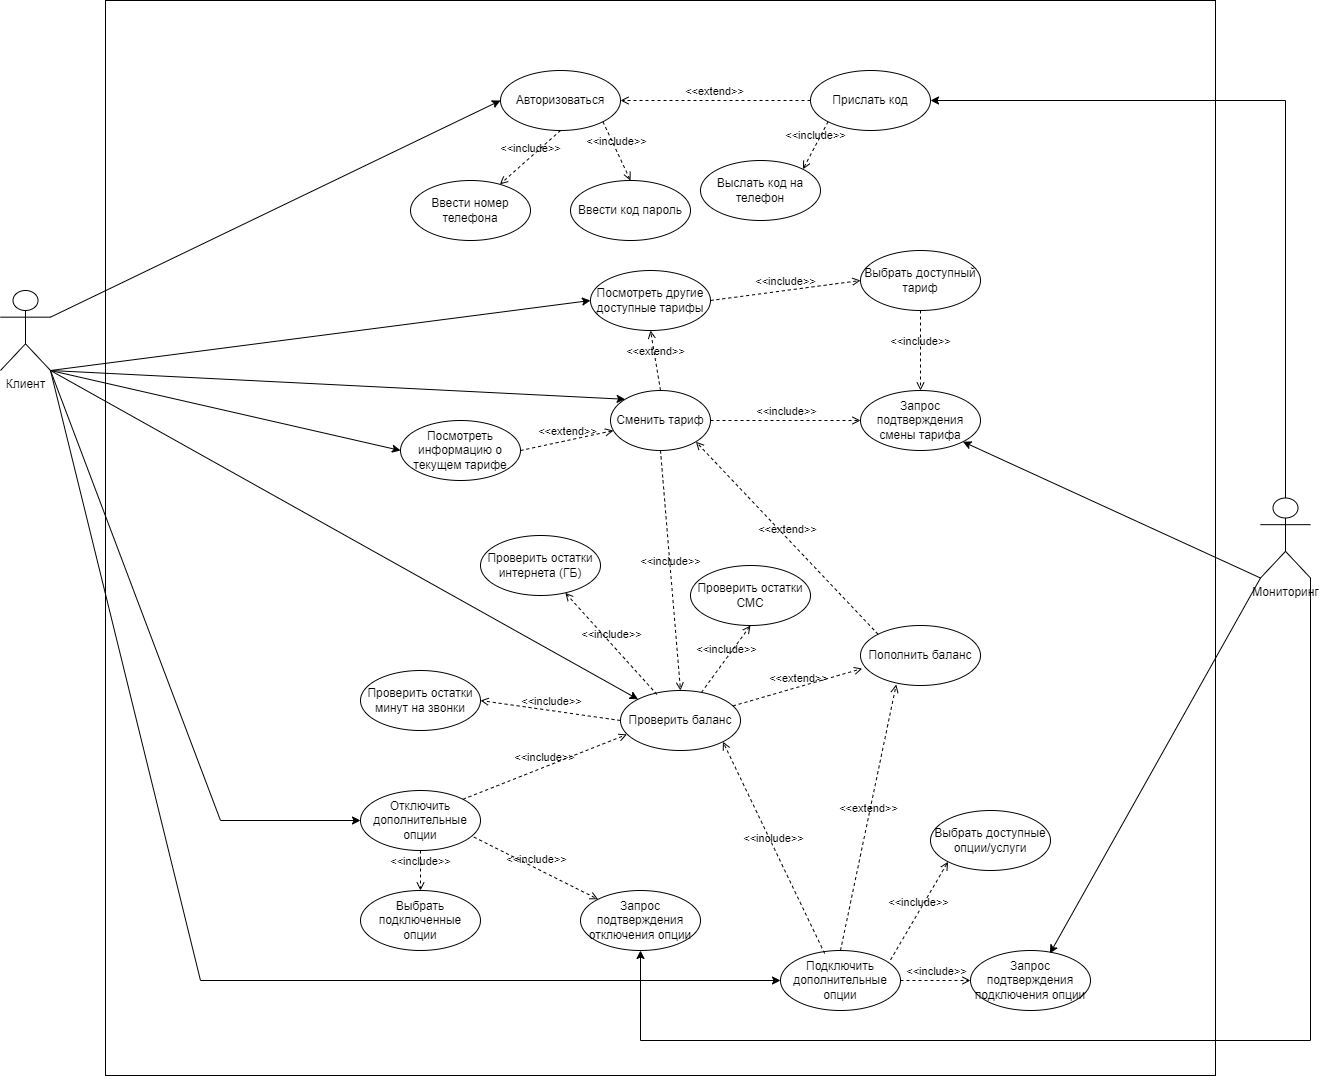 <<extend>>
Авторизоваться
Прислать код
<<include>>
<<include>>
<<include>>
Ввести номер
телефона
Ввести код пароль
Выслать код на
телефон
Посмотреть другие
доступные тарифы
<<include>>
Выбрать доступный
тариф
<<extend>>
<<include>>
Клиент
Сменить тариф
<<include>>
Запрос
подтверждения
смены тарифа
Посмотреть
информацию о
текущем тарифе
<<extend>>
<<extend>>
Проверить остатки
интернета (ГБ)
<<include>>
Проверить остатки
СМС
Мониторинг
<<include>>
<<include>>
Пополнить баланс
<<extend>>
Проверить остатки
минут на звонки
<<include>>
Проверить баланс
<<include>>
Отключить
дополнительные
опции
<<extend>>
<<include>>
Выбрать доступные
опции/услуги
<<include>>
<<include>>
<<include>>
Выбрать
подключенные
опции
Запрос
подтверждения
отключения опции
Подключить
дополнительные
опции
<<include>>
Запрос
подтверждения
подключения опции